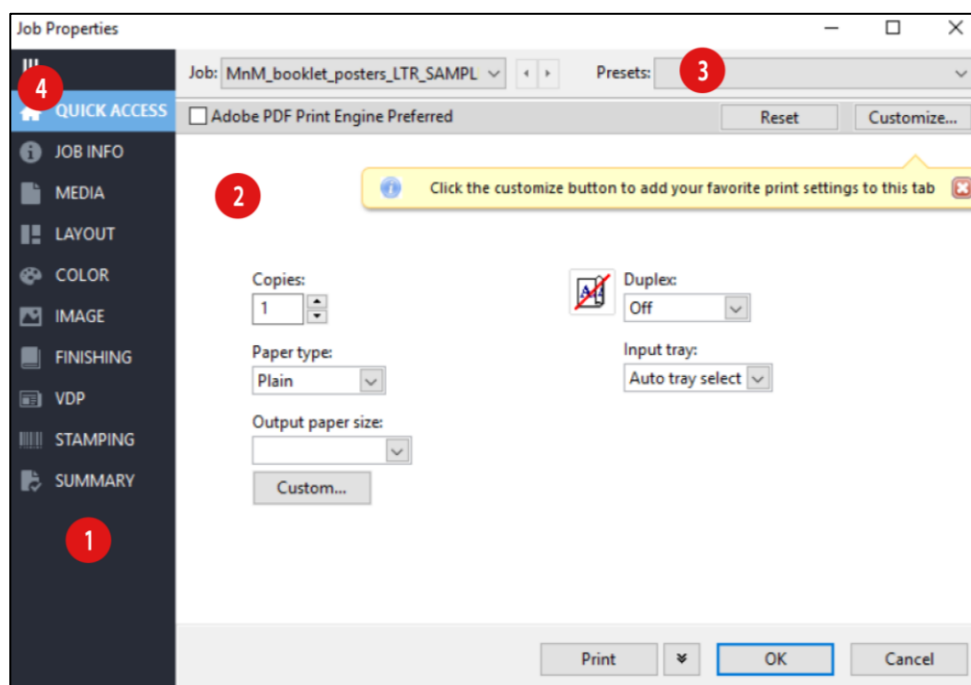 Job Properties
Job: MnM_booklet_posters_LTR_SAMPL Presets: 3
4
QUICK ACCESS
Adobe PDF Print Engine Preferred Reset Customize...
JOB INFO
MEDIA
LAYOUT
COLOR
IMAGE
FINISHING
VDP
STAMPING
SUMMARY
1
2
Click the customize button to add your favorite print settings to this tab
Copies:
1
Duplex:
Off
Paper type:
Plain
Input tray:
Auto tray select
Output paper size:
Custom...
Print OK Cancel